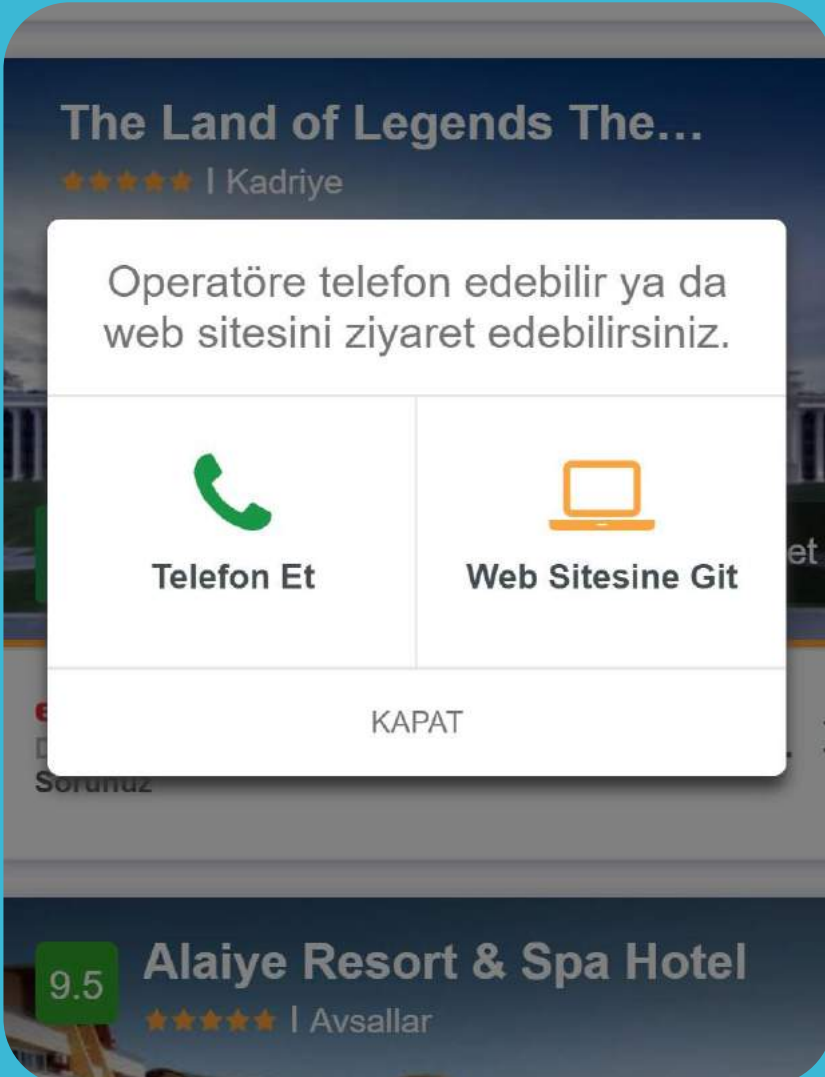 The Land of Legends The...
| Kadriye
Operatöre telefon edebilir ya da
web sitesini ziyaret edebilirsiniz.
Telefon Et
Web Sitesine Git
et
KAPAT
Sorunuz
9.5
Alaiye Resort & Spa Hotel
| Avsallar